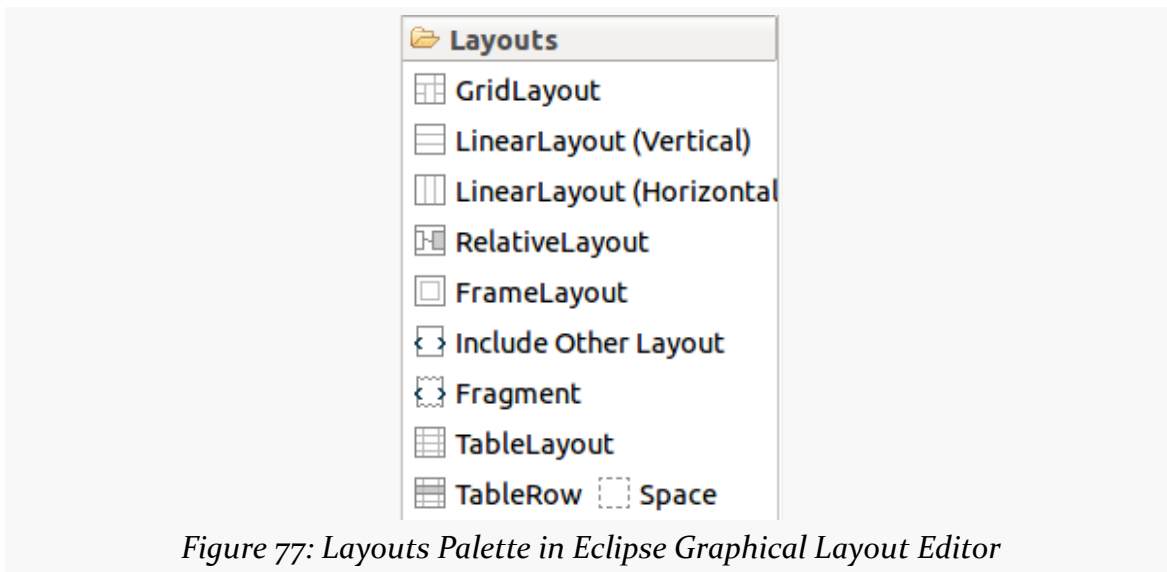 Layouts
GridLayout
LinearLayout (Vertical)
LinearLayout (Horizontal
RelativeLayout
FrameLayout
Include Other Layout
Fragment
TableLayout
TableRow Space
Figure 77: Layouts Palette in Eclipse Graphical Layout Editor